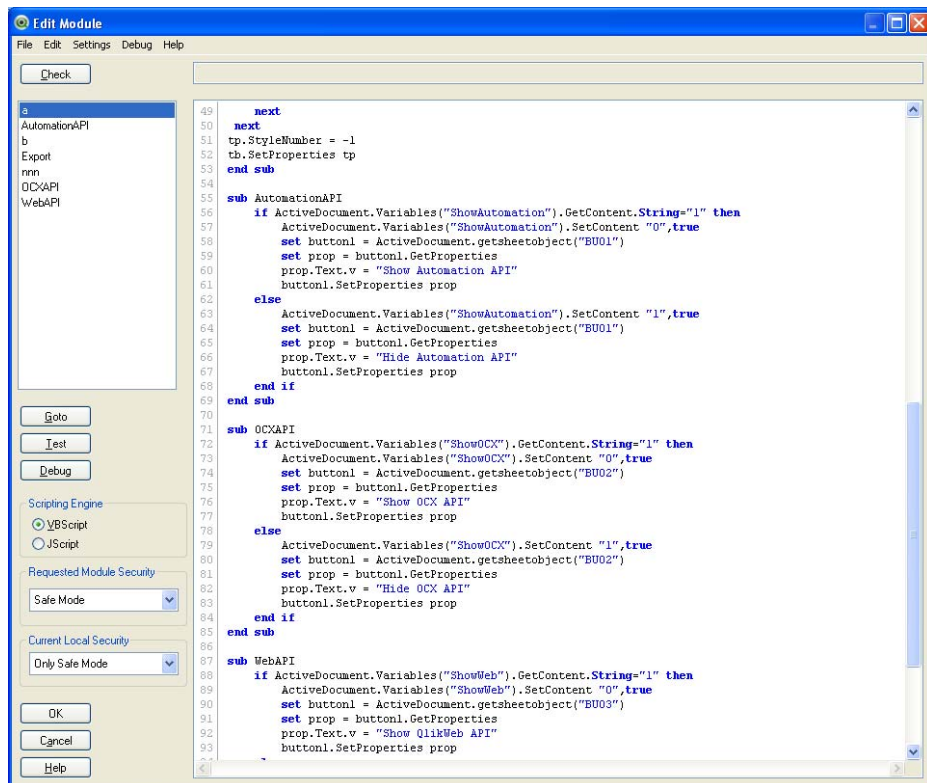 Edit Module
File Edit Settings Debug Help
Check
a
AutomationAPI
b
Export
nnn
OCXAPI
WebAPI
Goto
Test
Debug
Scripting Engine
VBScript
JScript
Requested Module Security
Safe Mode
Current Local Security
Only Safe Mode
OK
Cancel
Help
49 next
50 next
51 tp.StyleNumber = -1
52 tb.SetProperties tp
53 end sub
54
55 sub AutomationAPI
56 if ActiveDocument.Variables("ShowAutomation").GetContent.String="1" then
57 ActiveDocument.Variables("ShowAutomation").SetContent "0",true
58 set button1 = ActiveDocument.getsheetobject("BU01")
59 set prop = button1.GetProperties
60 prop.Text.v = "Show Automation API"
61 button1.SetProperties prop
62 else
63 ActiveDocument.Variables("ShowAutomation").SetContent "1",true
64 set button1 = ActiveDocument.getsheetobject("BU01")
65 set prop = button1.GetProperties
66 prop.Text.v = "Hide Automation API"
67 button1.SetProperties prop
68 end if
69 end sub
70
71 sub OCXAPI
72 if ActiveDocument.Variables("ShowOCX").GetContent.String="1" then
73 ActiveDocument.Variables("ShowOCX").SetContent "0",true
74 set button1 = ActiveDocument.getsheetobject("BU02")
75 set prop = button1.GetProperties
76 prop.Text.v = "Show OCX API"
77 button1.SetProperties prop
78 else
79 ActiveDocument.Variables("ShowOCX").SetContent "1",true
80 set button1 = ActiveDocument.getsheetobject("BU02")
81 set prop = button1.GetProperties
82 prop.Text.v = "Hide OCX API"
83 button1.SetProperties prop
84 end if
85 end sub
86
87 sub WebAPI
88 if ActiveDocument.Variables("ShowWeb").GetContent.String="1" then
89 ActiveDocument.Variables("ShowWeb").SetContent "0",true
90 set button1 = ActiveDocument.getsheetobject("BU03")
91 set prop = button1.GetProperties
92 prop.Text.v = "Show QlikWeb API"
93 button1.SetProperties prop